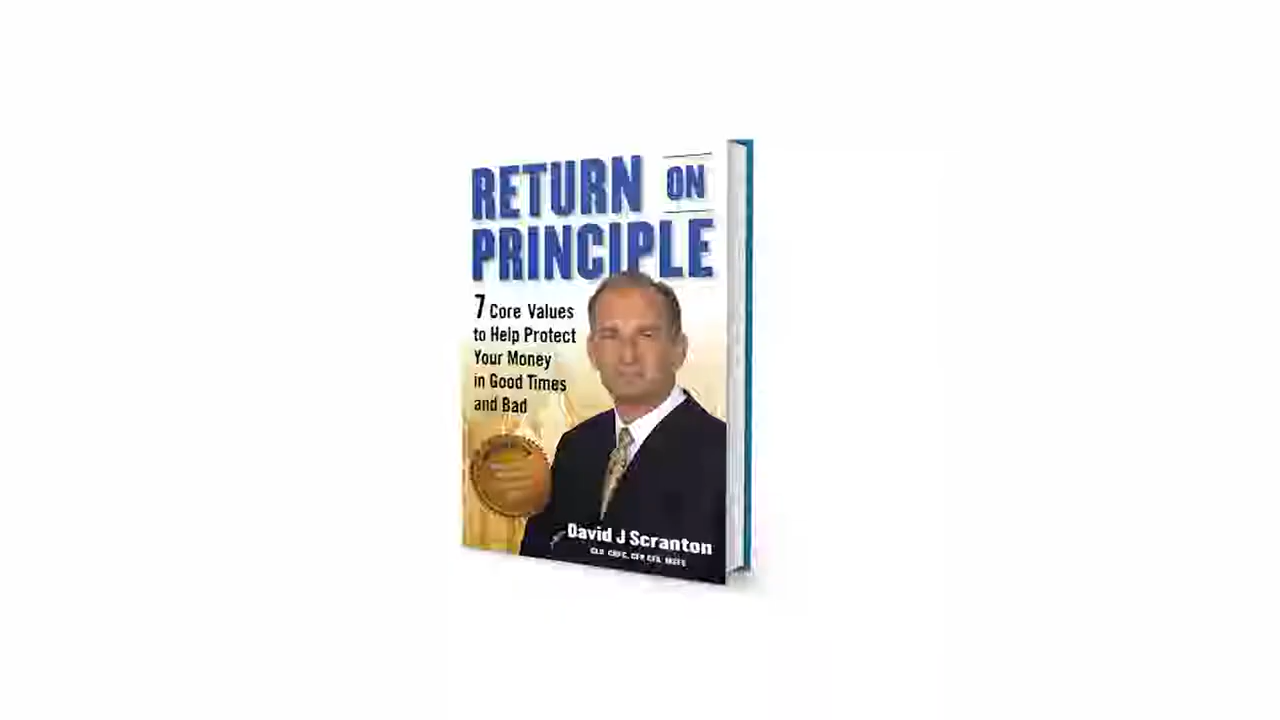 RETURN ON
PRINCIPLE
7 Core Values
to Help Protect
Your Money
in Good Times
and Bad
David J Scranton